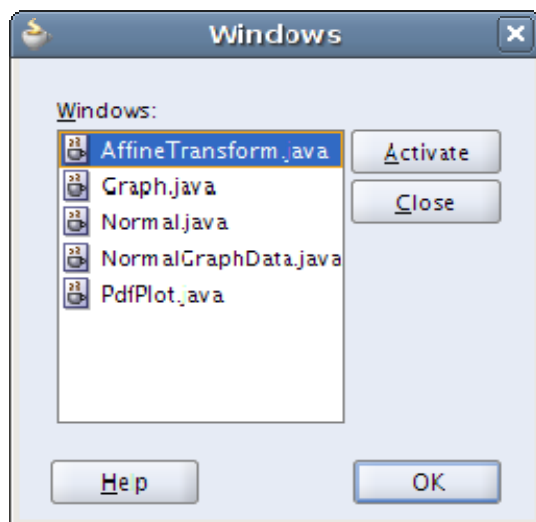 Windows
Windows:
AffineTransform.java
Graph.java
Normal.java
NormalGraphData.java
PdfPlot.java
Activate
Close
Help
OK